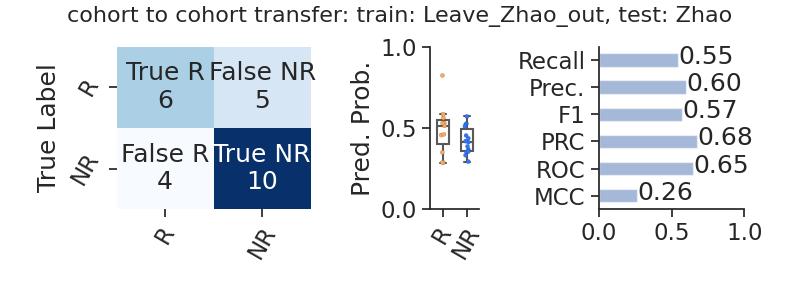 cohort to cohort transfer: train: Leave_Zhao_out, test: Zhao
True Label
R
NR
True R
6
False NR
5
False R
4
True NR
10
R
NR
Pred. Prob.
1.0
0.5
0.0
R
NR
Recall 0.55
Prec. 0.60
F1 0.57
PRC 0.68
ROC 0.65
MCC 0.26
0.0 0.5 1.0